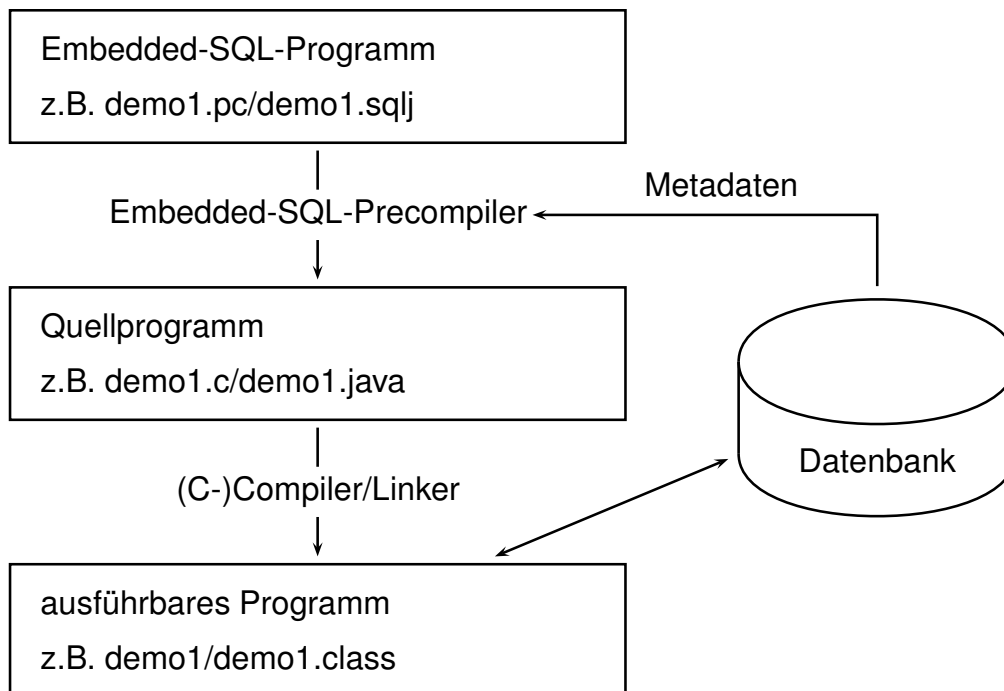 Embedded-SQL-Programm
z.B. demo1.pc/demo1.sqlj
Metadaten
Embedded-SQL-Precompiler
Quellprogramm
z.B. demo1.c/demo1.java
Datenbank
(C-)Compiler/Linker
ausführbares Programm
z.B. demo1/demo1.class